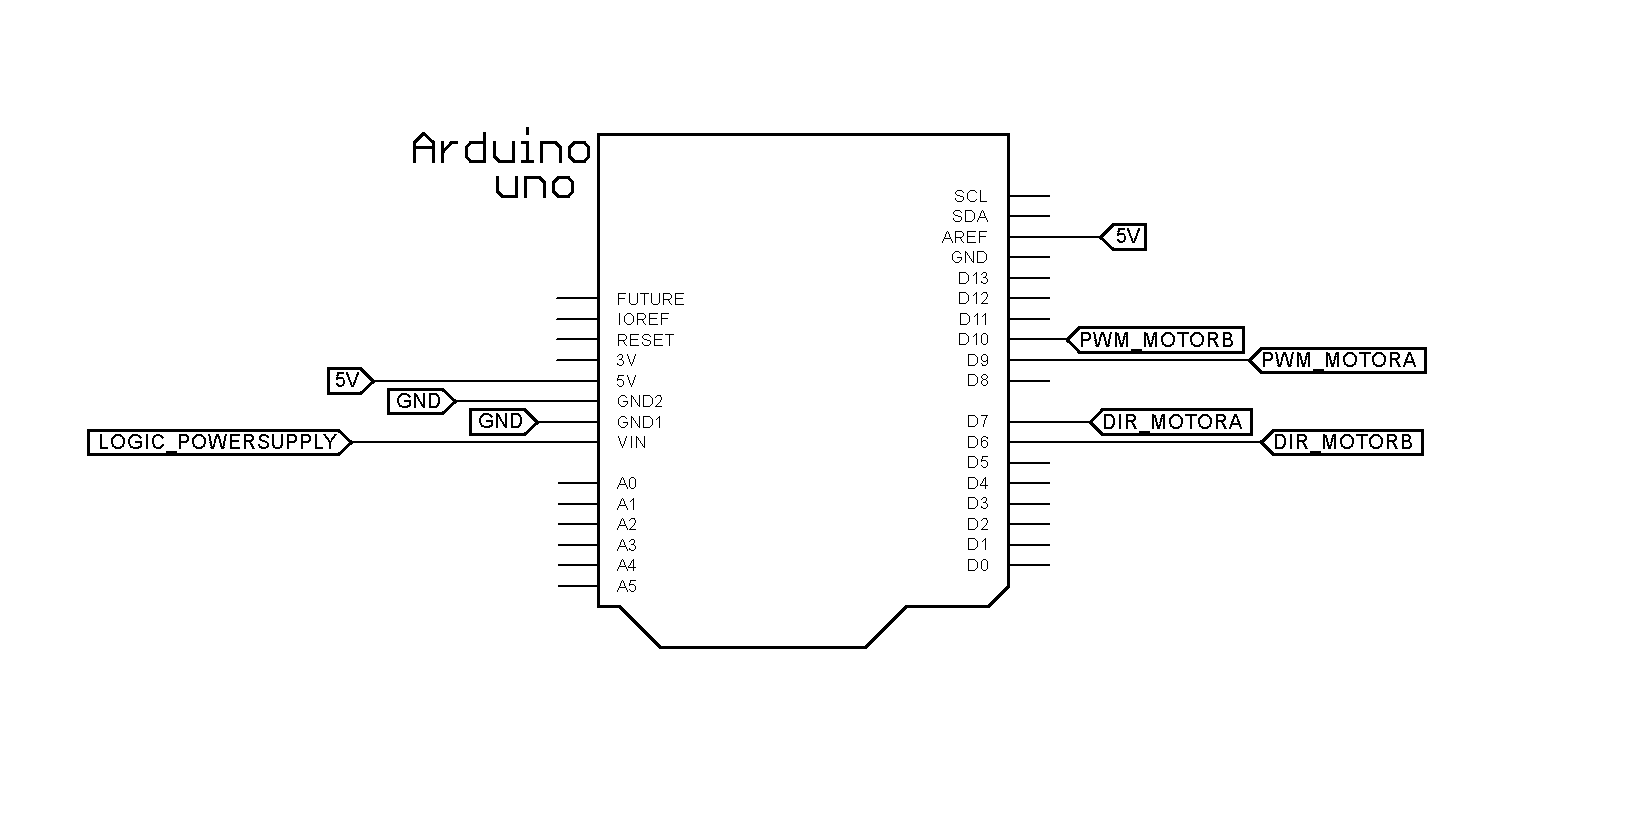 Arduino
uno
SCL
SDA
AREF
5V
GND
D13
FUTURE
D12
IOREF
D11
RESET
D10
PWM_MOTORB
3V
D9
PWM_MOTORA
5V
5V
D8
GND
GND2
GND
GND1
D7
DIR_MOTORA
LOGIC_POWERSUPPLY
VIN
D6
DIR_MOTORB
D5
A0
D4
A1
D3
A2
D2
A3
D1
A4
D0
A5